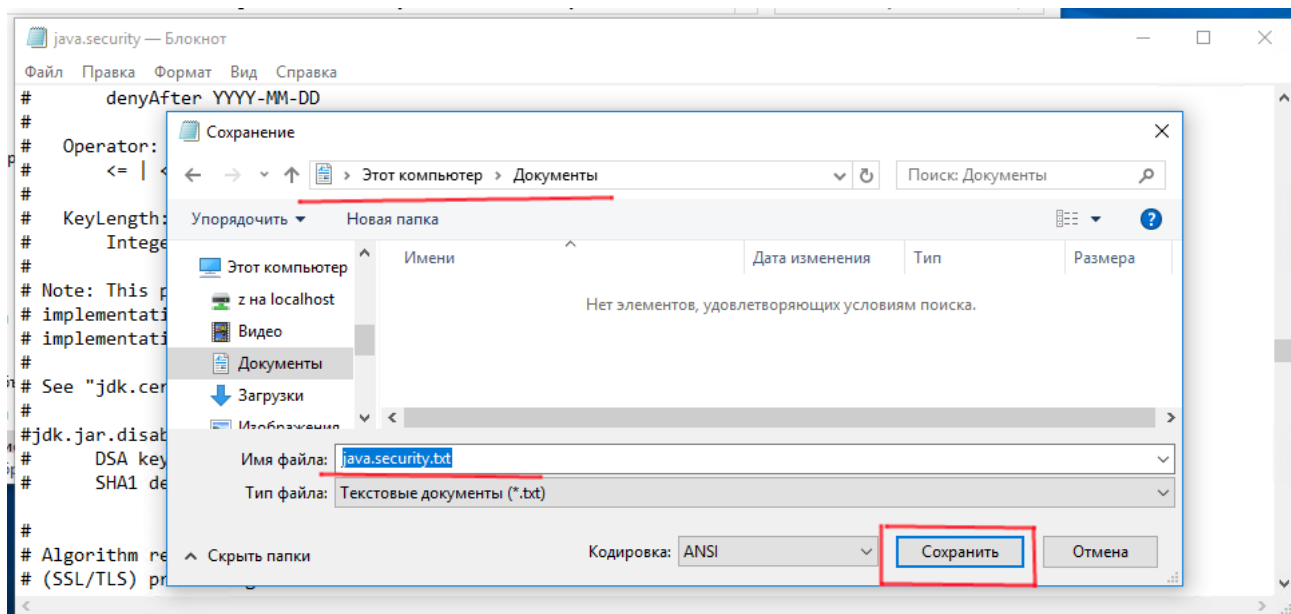 java.security — Блокнот
Файл Правка Формат Вид Справка
# denyAfter YYYY-MM-DD
#
# Operator:
# <= | <
#
# KeyLength:
# Intege
#
# Note: This p
# implementati
# implementati
#
# See "jdk.cer
#
#jdk.jar.disab
# DSA key
# SHA1 de
#
# Algorithm re
# (SSL/TLS) pr
Сохранение
Этот компьютер › Документы
Поиск: Документы
Упорядочить Новая папка
Этот компьютер
z на localhost
Видео
Документы
Загрузки
Изображения
Имени Дата изменения Тип Размера
Нет элементов, удовлетворяющих условиям поиска.
Имя файла: java.security.txt
Тип файла: Текстовые документы (*.txt)
Скрыть папки
Кодировка: ANSI
Сохранить
Отмена